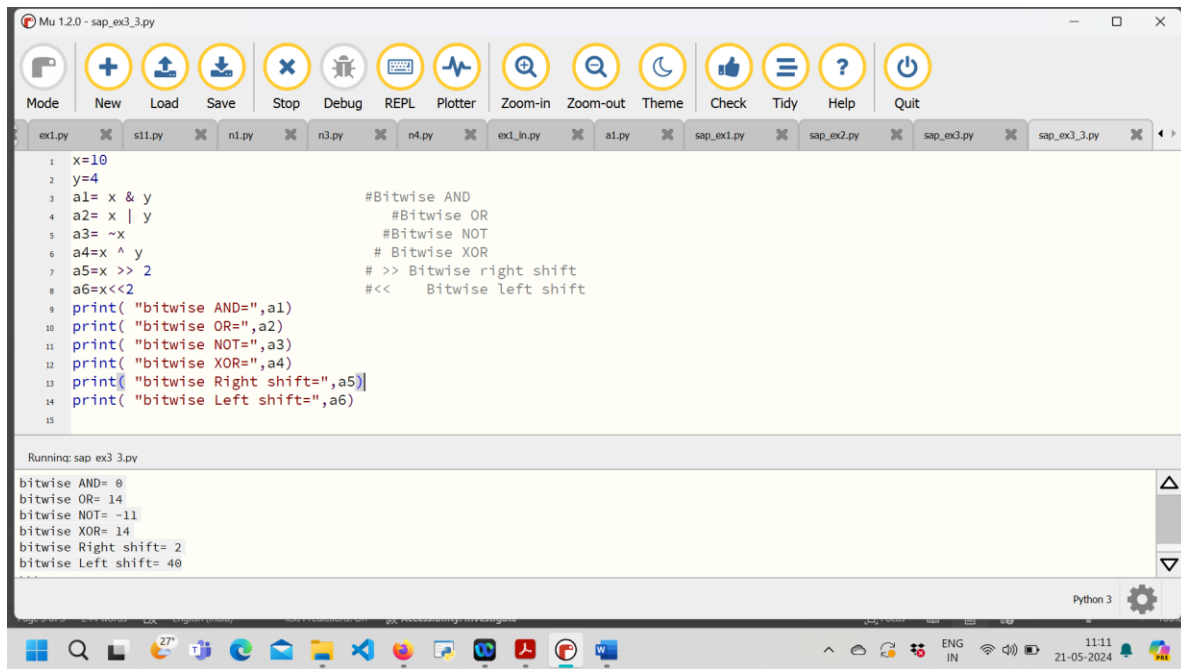 Mu 1.2.0 - sap_ex3_3.py
Mode New Load Save Stop Debug REPL Plotter Zoom-in Zoom-out Theme Check Tidy Help Quit
ex1.py s11.py n1.py n3.py n4.py ex1_in.py a1.py sap_ex1.py sap_ex2.py sap_ex3.py sap_ex3_3.py
1 x=10
2 y=4
3 a1= x & y #Bitwise AND
4 a2= x | y #Bitwise OR
5 a3= ~x #Bitwise NOT
6 a4=x ^ y # Bitwise XOR
7 a5=x >> 2 # >> Bitwise right shift
8 a6=x<<2 #<< Bitwise left shift
9 print( "bitwise AND=",a1)
10 print( "bitwise OR=",a2)
11 print( "bitwise NOT=",a3)
12 print( "bitwise XOR=",a4)
13 print( "bitwise Right shift=",a5)
14 print( "bitwise Left shift=",a6)
15
Running: sap_ex3_3.py
bitwise AND= 0
bitwise OR= 14
bitwise NOT= -11
bitwise XOR= 14
bitwise Right shift= 2
bitwise Left shift= 40
Python 3
27°
ENG 11:11
IN 21-05-2024
PRE